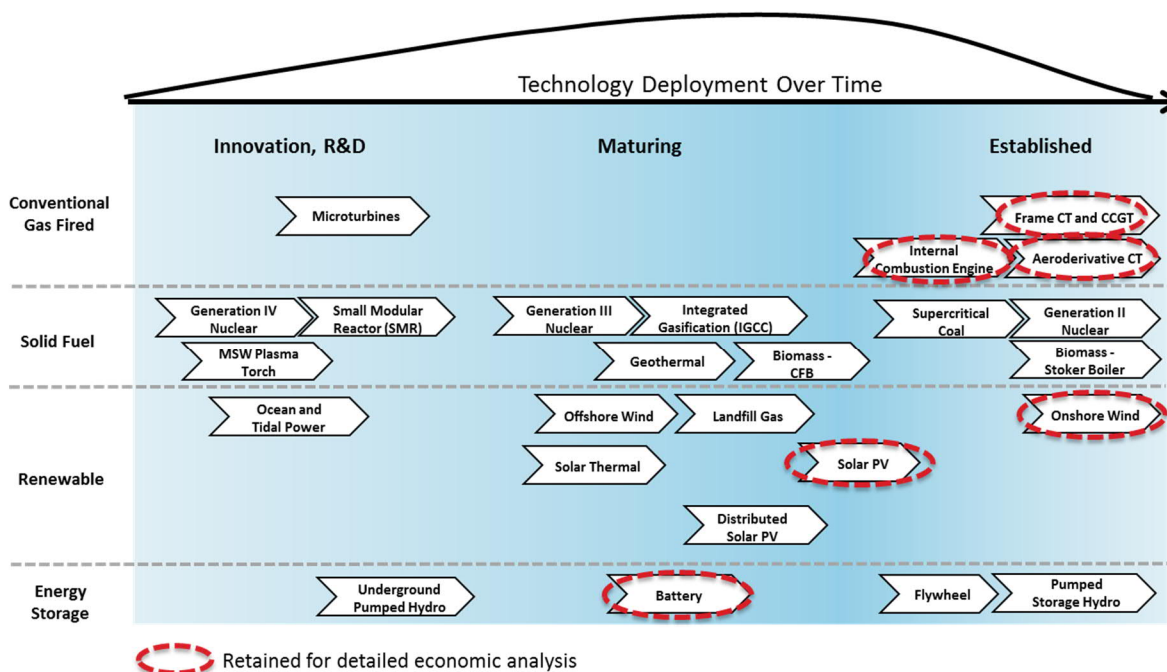 Technology Deployment Over Time
Innovation, R&D
Maturing
Established
Conventional
Gas Fired
Microturbines
Frame CT and CCGT
Internal
Combustion Engine
Aeroderivative CT
Solid Fuel
Generation IV
Nuclear
Small Modular
Reactor (SMR)
Generation III
Nuclear
Integrated
Gasification (IGCC)
Supercritical
Coal
Generation II
Nuclear
MSW Plasma
Torch
Geothermal
Biomass -
CFB
Biomass -
Stoker Boiler
Renewable
Ocean and
Tidal Power
Offshore Wind
Landfill Gas
Onshore Wind
Solar Thermal
Solar PV
Distributed
Solar PV
Energy
Storage
Underground
Pumped Hydro
Battery
Flywheel
Pumped
Storage Hydro
Retained for detailed economic analysis